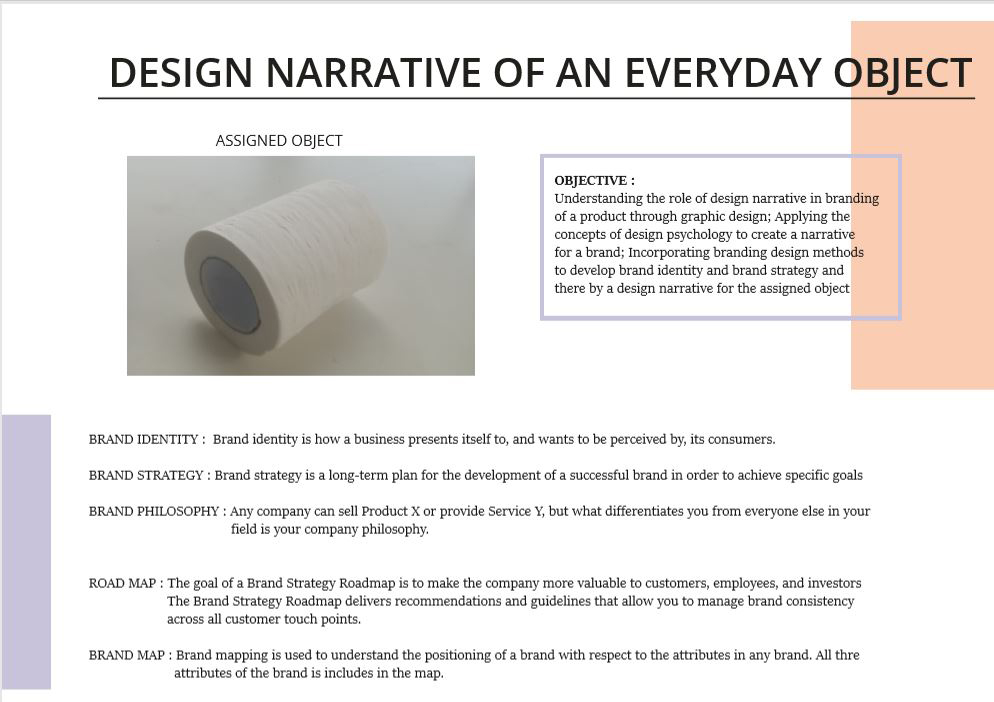 DESIGN NARRATIVE OF AN EVERYDAY OBJECT
ASSIGNED OBJECT
OBJECTIVE :
Understanding the role of design narrative in branding
of a product through graphic design; Applying the
concepts of design psychology to create a narrative
for a brand; Incorporating branding design methods
to develop brand identity and brand strategy and
there by a design narrative for the assigned object
BRAND IDENTITY : Brand identity is how a business presents itself to, and wants to be perceived by, its consumers.
BRAND STRATEGY : Brand strategy is a long-term plan for the development of a successful brand in order to achieve specific goals
BRAND PHILOSOPHY : Any company can sell Product X or provide Service Y, but what differentiates you from everyone else in your
field is your company philosophy.
ROAD MAP : The goal of a Brand Strategy Roadmap is to make the company more valuable to customers, employees, and investors
The Brand Strategy Roadmap delivers recommendations and guidelines that allow you to manage brand consistency
across all customer touch points.
BRAND MAP : Brand mapping is used to understand the positioning of a brand with respect to the attributes in any brand. All thre
attributes of the brand is includes in the map.